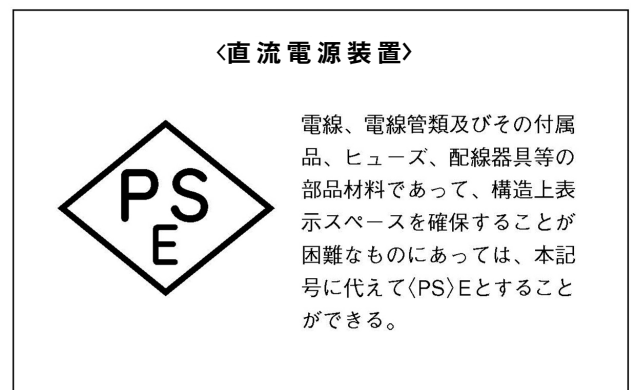 〈直流電源装置〉
PS
E
電線、電線管類及びその付属
品、ヒューズ、配線器具等の
部品材料であって、構造上表
示スペースを確保することが
困難なものにあっては、本記
号に代えて〈PS〉Eとすること
ができる。